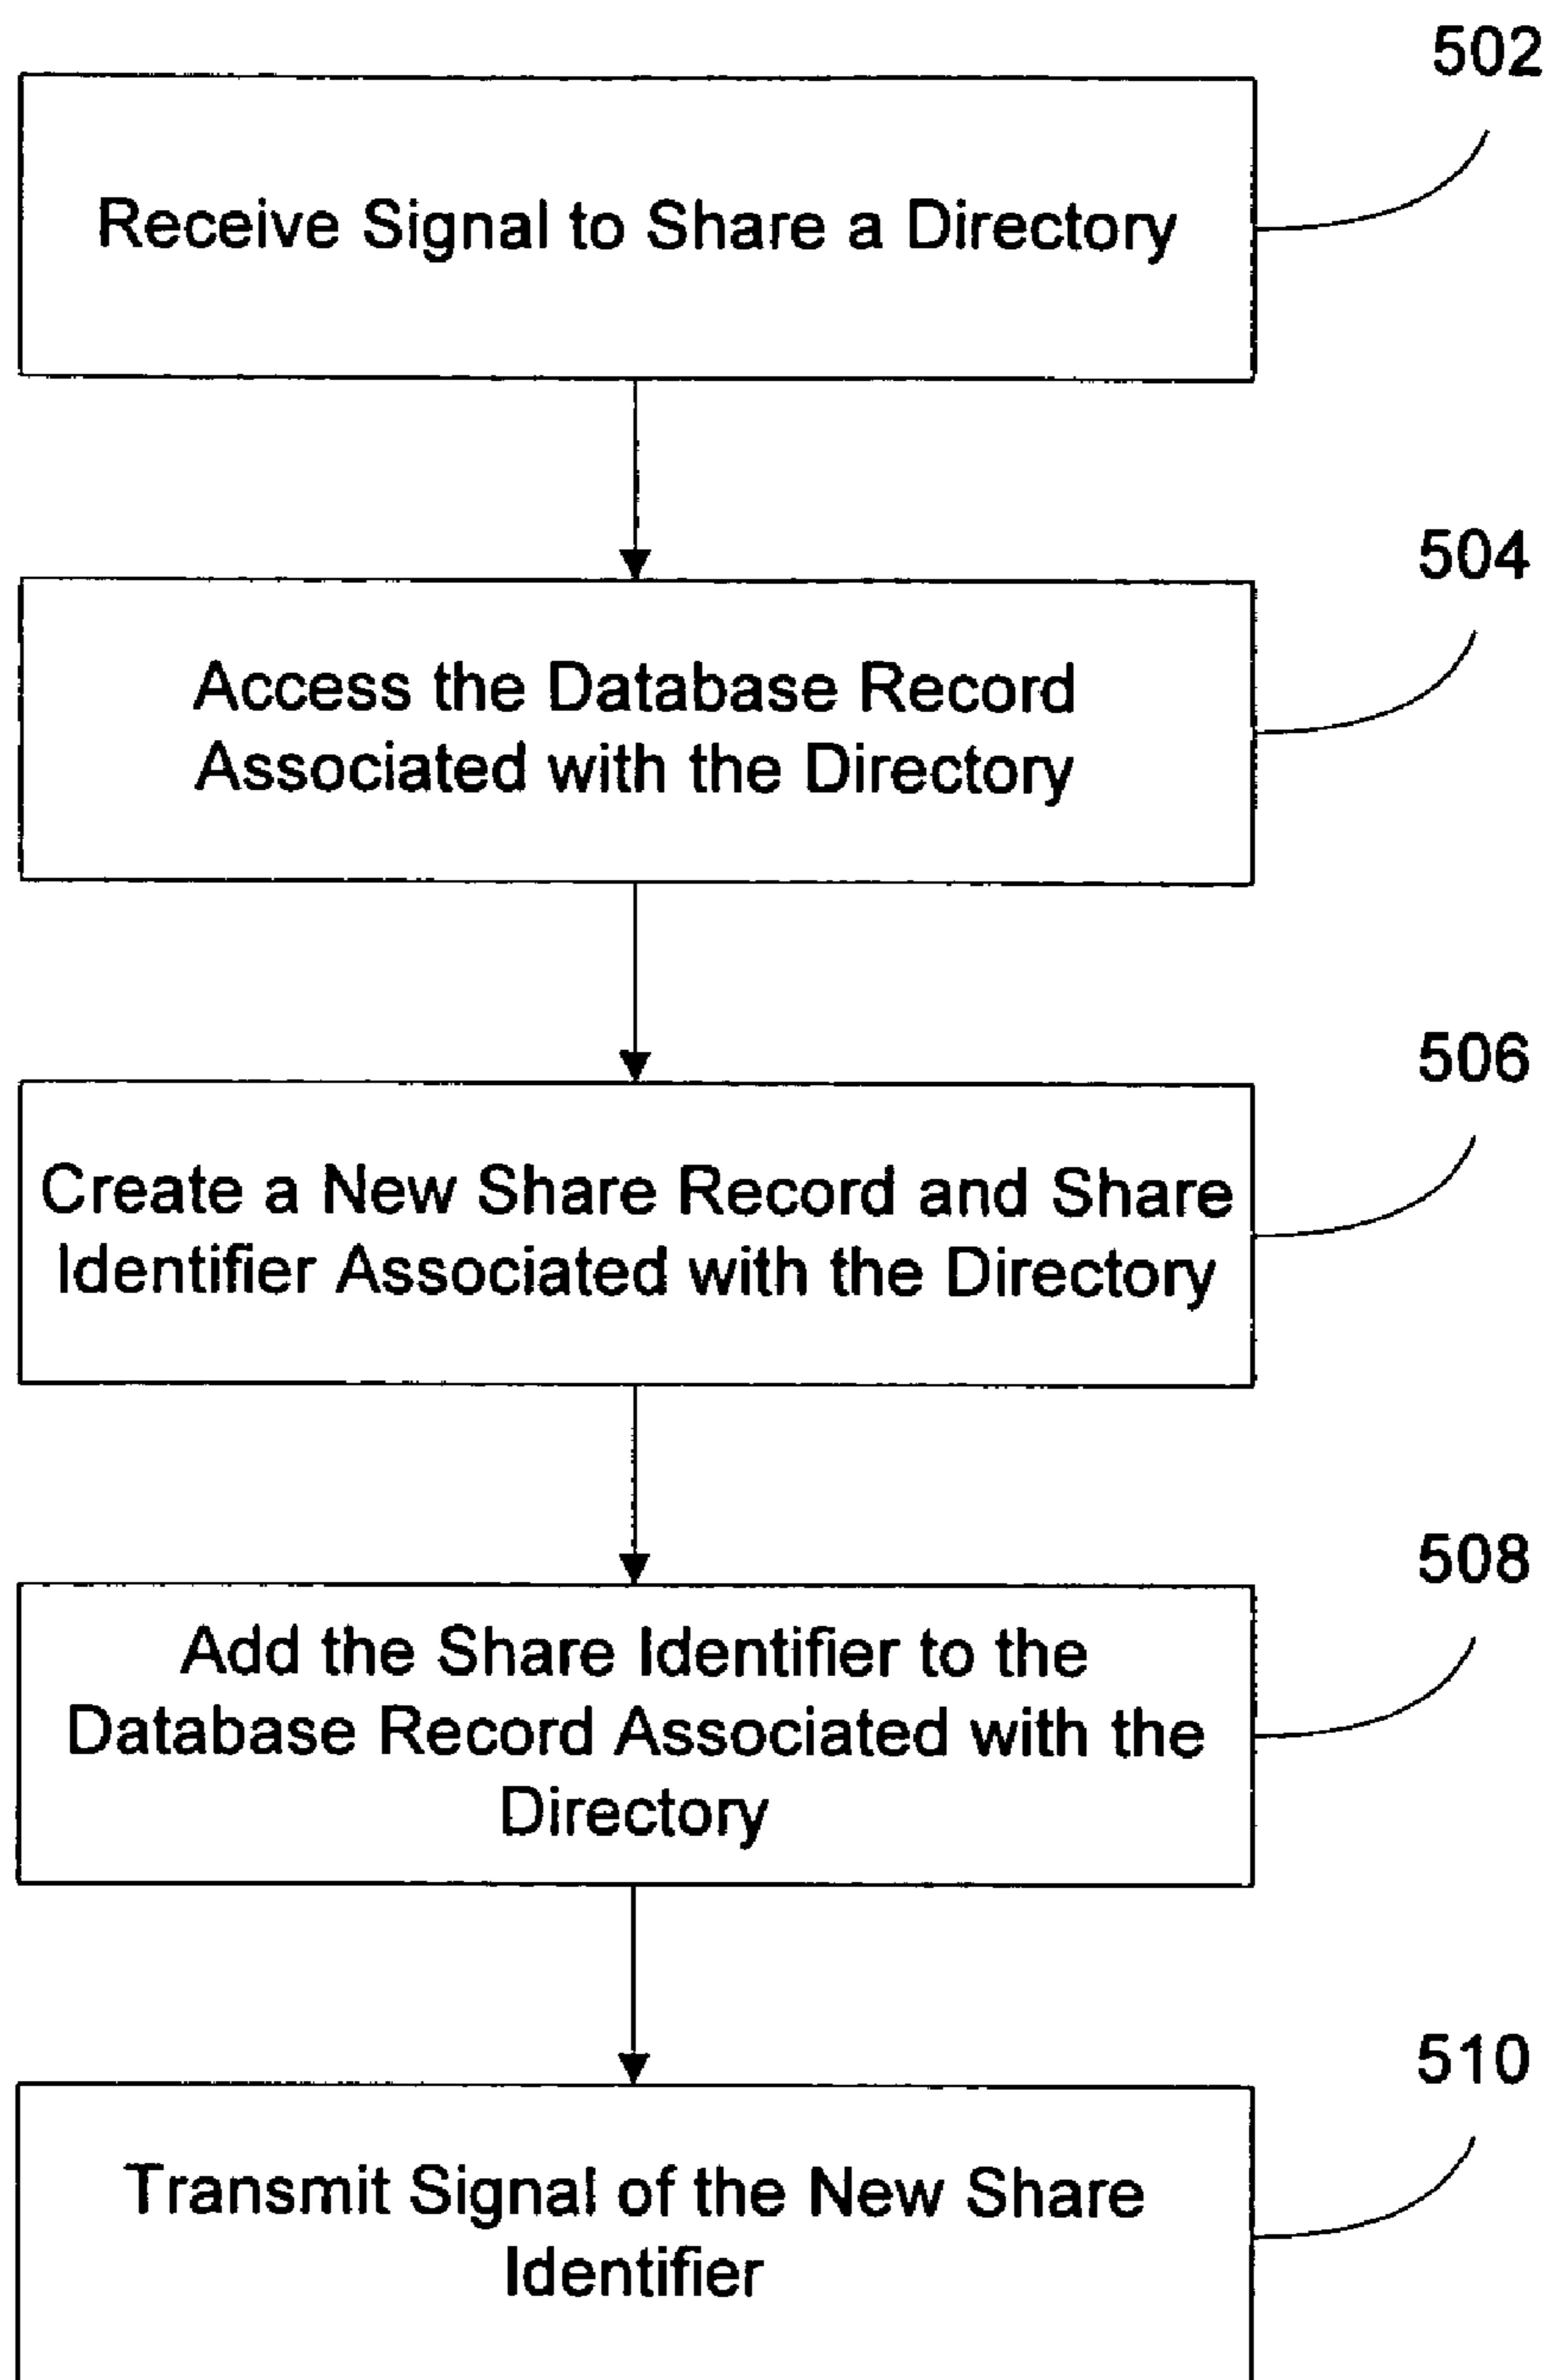 502
Receive Signal to Share a Directory
504
Access the Database Record
Associated with the Directory
506
Create a New Share Record and Share
Identifier Associated with the Directory
508
Add the Share Identifier to the
Database Record Associated with the
Directory
510
Transmit Signal of the New Share
Identifier